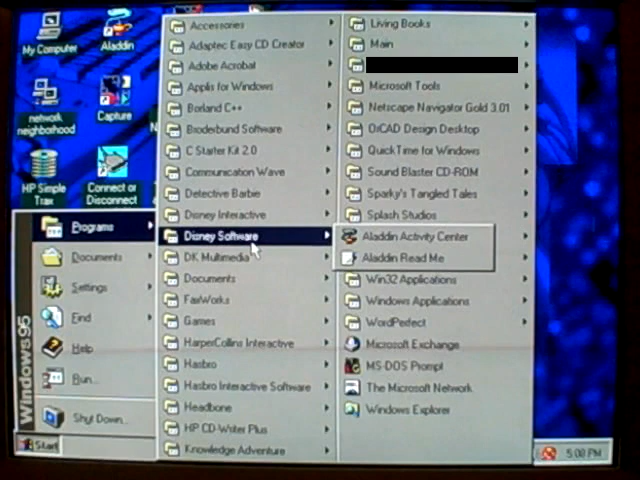 My Computer
Aladdin
network neighborhood
Capture
HP Simple Trax
Connect or Disconnect
Programs
Documents
Settings
Find
Help
Run...
Shut Down...
Windows95
Start
Accessories
Adaptec Easy CD Creator
Adobe Acrobat
Applis for Windows
Borland C++
Broderbund Software
C Starter Kit 2.0
Communication Wave
Detective Barbie
Disney Interactive
Disney Software
DK Multimedia
Documents
FairWorks
Games
HarperCollins Interactive
Hasbro
Hasbro Interactive Software
Headbone
HP CD-Writer Plus
Knowledge Adventure
Living Books
Main
Microsoft Tools
Netscape Navigator Gold 3.01
OrCAD Design Desktop
QuickTime for Windows
Sound Blaster CD-ROM
Sparky's Tangled Tales
Splash Studios
Aladdin Activity Center
Aladdin Read Me
Win32 Applications
Windows Applications
WordPerfect
Microsoft Exchange
MS-DOS Prompt
The Microsoft Network
Windows Explorer
5:08 PM